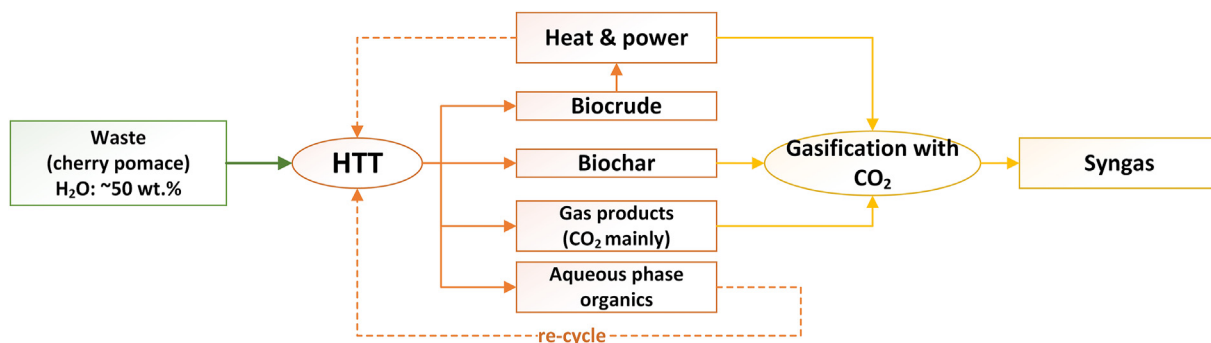 Heat & power
Biocrude
Waste
(cherry pomace)
H₂O: ~50 wt.%
HTT
Biochar
Gasification with
CO₂
Syngas
Gas products
(CO₂ mainly)
Aqueous phase
organics
re-cycle